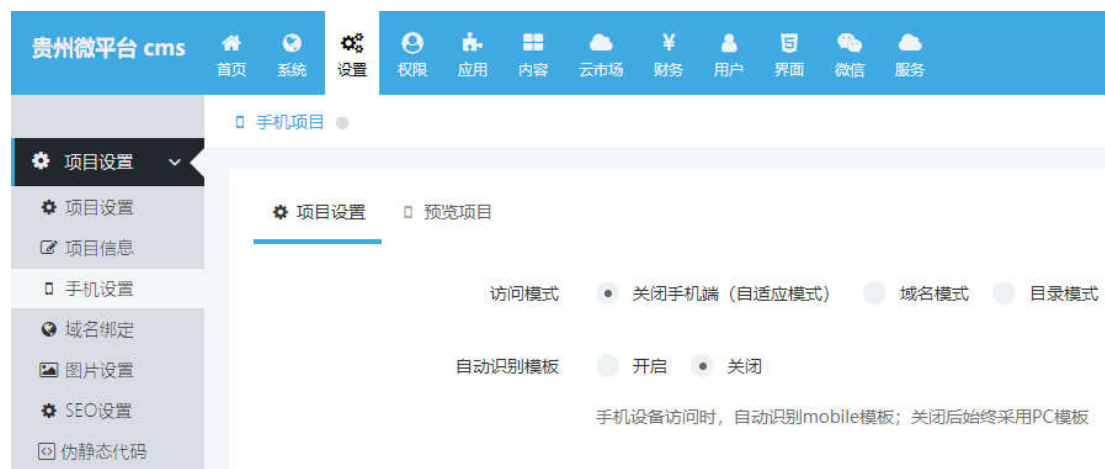 贵州微平台 cms
首页 系统 设置 权限 应用 内容 云市场 财务 用户 界面 微信 服务
手机项目
项目设置
项目设置
项目信息
手机设置
域名绑定
图片设置
SEO设置
伪静态代码
项目设置 预览项目
访问模式 关闭手机端（自适应模式） 域名模式 目录模式
自动识别模板 开启 关闭
手机设备访问时，自动识别mobile模板；关闭后始终采用PC模板